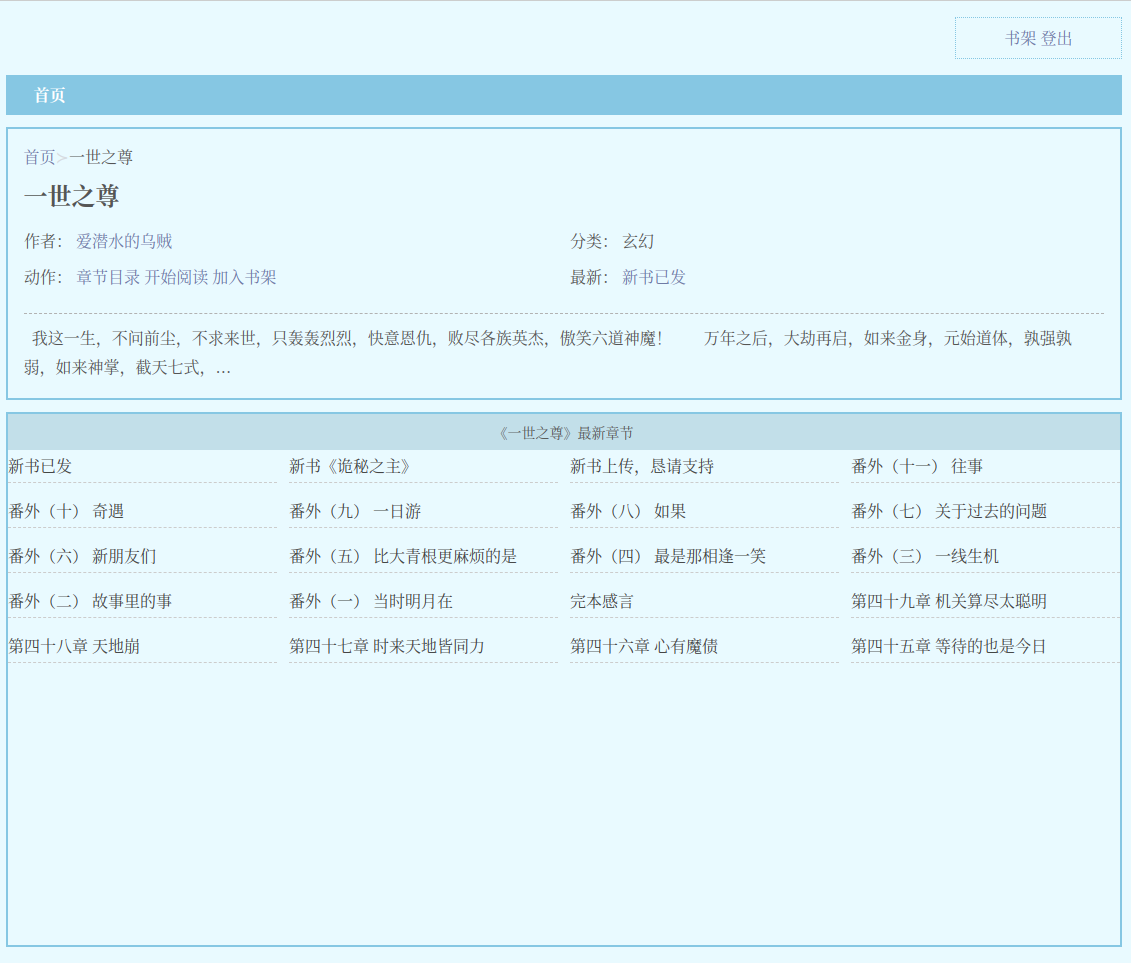 书架 登出
首页
首页>一世之尊
一世之尊
作者： 爱潜水的乌贼 分类： 玄幻
动作： 章节目录 开始阅读 加入书架 最新： 新书已发
我这一生，不问前尘，不求来世，只轰轰烈烈，快意恩仇，败尽各族英杰，傲笑六道神魔！ 万年之后，大劫再启，如来金身，元始道体，孰强孰
弱，如来神掌，截天七式，…
《一世之尊》最新章节
新书已发 新书《诡秘之主》 新书上传，恳请支持 番外（十一） 往事
番外（十） 奇遇 番外（九） 一日游 番外（八） 如果 番外（七） 关于过去的问题
番外（六） 新朋友们 番外（五） 比大青根更麻烦的是 番外（四） 最是那相逢一笑 番外（三） 一线生机
番外（二） 故事里的事 番外（一） 当时明月在 完本感言 第四十九章 机关算尽太聪明
第四十八章 天地崩 第四十七章 时来天地皆同力 第四十六章 心有魔债 第四十五章 等待的也是今日